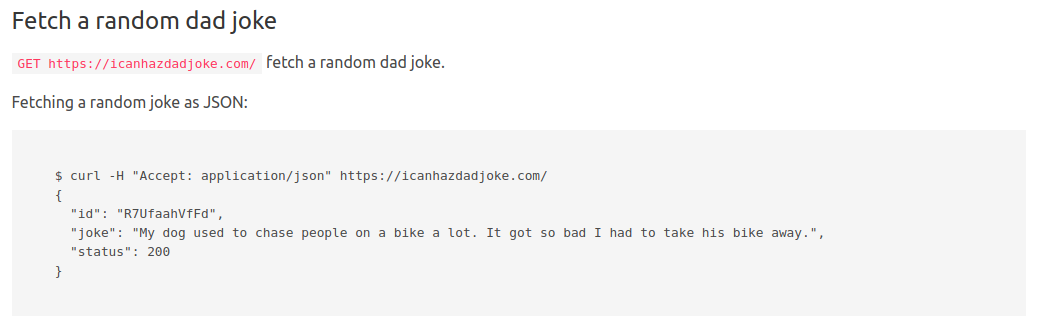 Fetch a random dad joke
GET https://icanhazdadjoke.com/ fetch a random dad joke.
Fetching a random joke as JSON:
$ curl -H "Accept: application/json" https://icanhazdadjoke.com/
{
  "id": "R7UfaahVfFd",
  "joke": "My dog used to chase people on a bike a lot. It got so bad I had to take his bike away.",
  "status": 200
}